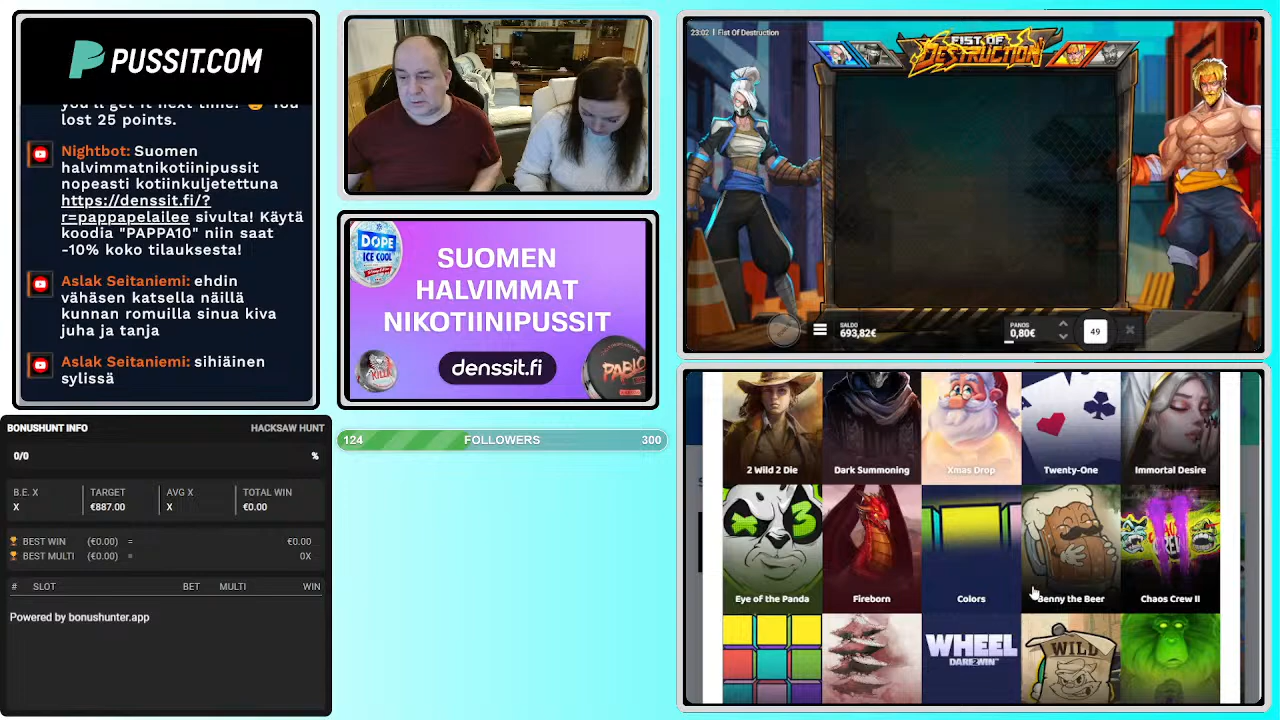 PUSSIT.COM
you'll get it next time! 😕 You
lost 25 points.
Nightbot: Suomen
halvimmatnikotiinipussit
nopeasti kotiinkuljetettuna
https://denssit.fi/?
r=pappapelailee sivulta! Käytä
koodia "PAPPA10" niin saat
-10% koko tilauksesta!
Aslak Seitaniemi: ehdin
vähäsen katsella näillä
kunnan romuilla sinua kiva
juha ja tanja
Aslak Seitaniemi: sihiäinen
sylissä
BONUSHUNT INFO
HACKSAW HUNT
0/0
%
B.E. X
TARGET
AVG X
TOTAL WIN
X
€887.00
X
€0.00
BEST WIN (€0.00) = €0.00
BEST MULTI (€0.00) = 0X
# SLOT BET MULTI WIN
Powered by bonushunter.app
DOPE
ICE COOL
SUOMEN
HALVIMMAT
NIKOTIINIPUSSIT
denssit.fi
KILLA
PABLO
124 FOLLOWERS 300
23:02 | Fist Of Destruction
FIST OF
DESTRUCTION
SALDO
693,82€
PANOS
0,80€
49
2 Wild 2 Die
Dark Summoning
Xmas Drop
Twenty-One
Immortal Desire
X
3
Eye of the Panda
Fireborn
Colors
Benny the Beer
Chaos Crew II
WHEEL
DARE2WIN
WILD